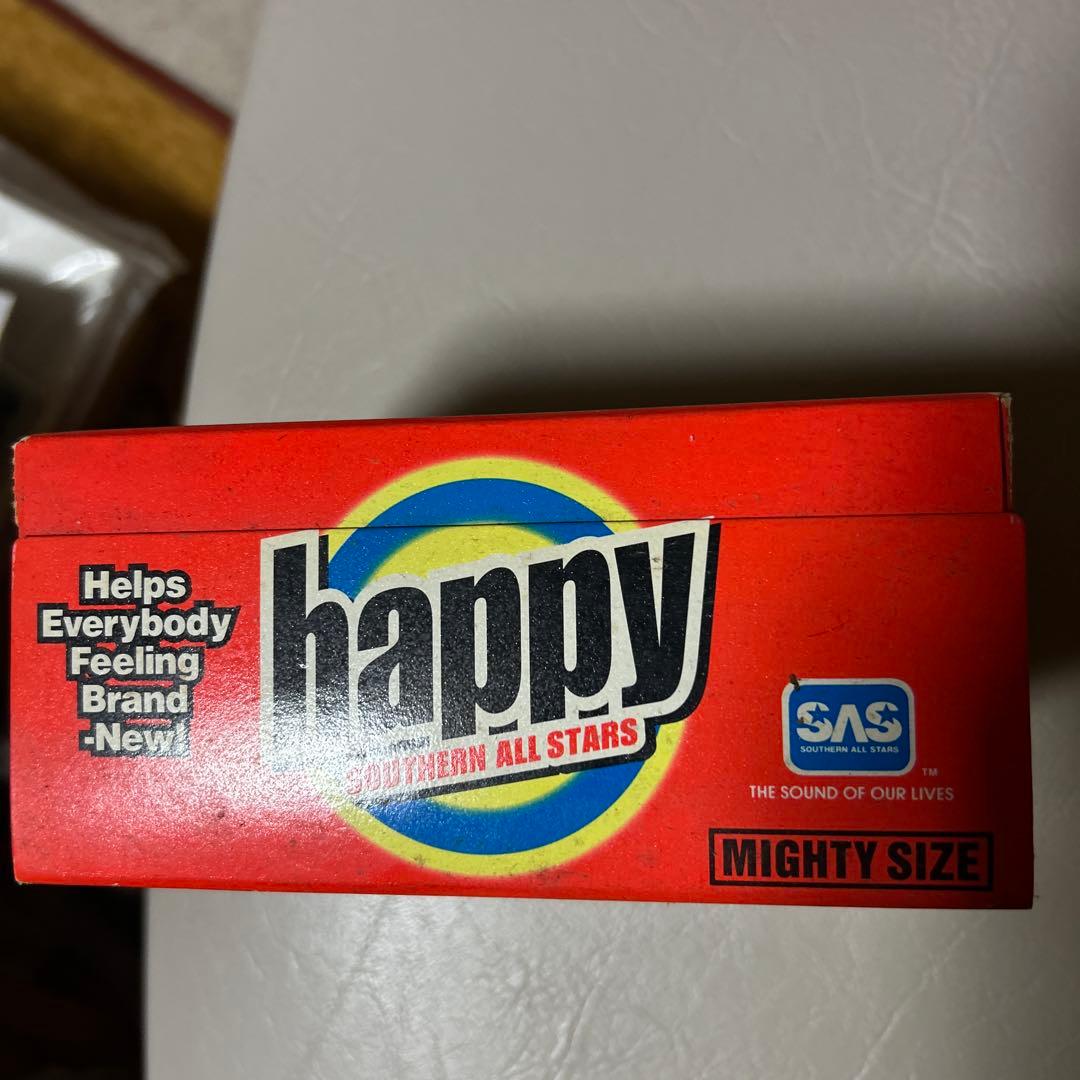 Helps
Everybody
Feeling
Brand
-New!
happy
SOUTHERN ALL STARS
SAS
SOUTHERN ALL STARS
TM
THE SOUND OF OUR LIVES
MIGHTY SIZE